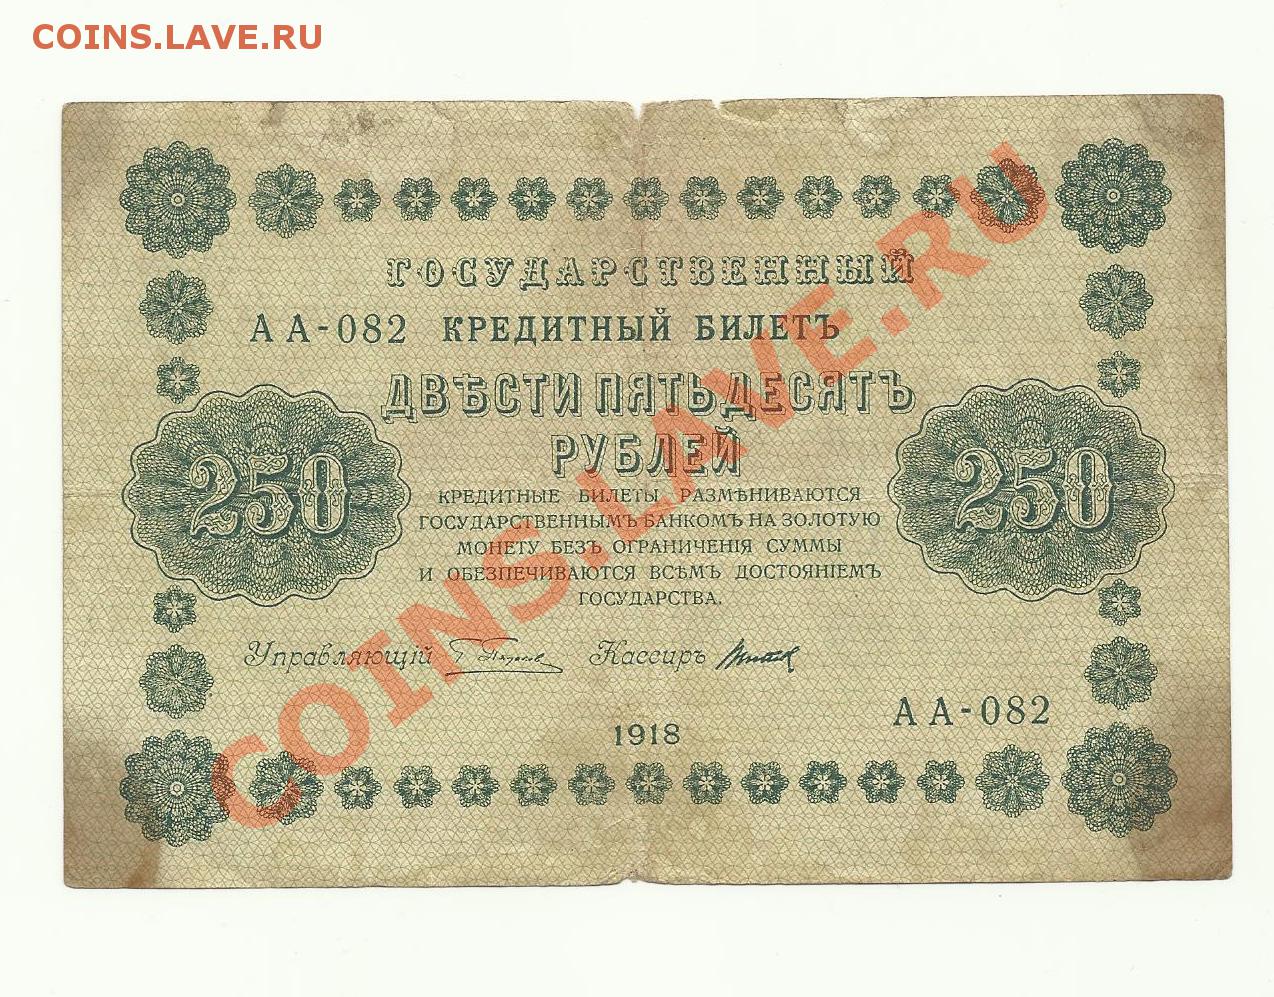 COINS.LAVE.RU
ГОСУДАРСТВЕННЫЙ
АА-082 КРЕДИТНЫЙ БИЛЕТЪ
ДВѢСТИ ПЯТЬДЕСЯТЪ
РУБЛЕЙ
250
250
КРЕДИТНЫЕ БИЛЕТЫ РАЗМѢНИВАЮТСЯ
ГОСУДАРСТВЕННЫМЪ БАНКОМЪ НА ЗОЛОТУЮ
МОНЕТУ БЕЗЪ ОГРАНИЧЕНІЯ СУММЫ
И ОБЕЗПЕЧИВАЮТСЯ ВСѢМЪ ДОСТОЯНІЕМЪ
ГОСУДАРСТВА.
Управляющій Кассиръ
АА-082
1918
COINS.LAVE.RU